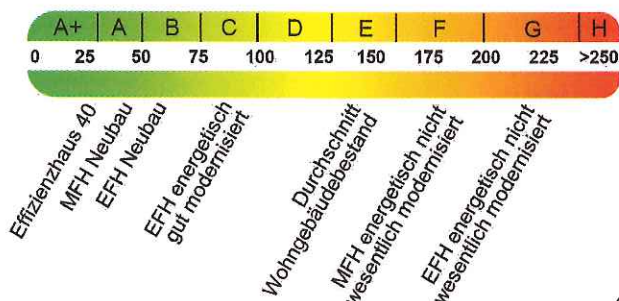 A+ A B C D E F G H
0 25 50 75 100 125 150 175 200 225 >250
Effizienzhaus 40
MFH Neubau
EFH Neubau
EFH energetisch
gut modernisiert
Durchschnitt
Wohngebäudebestand
MFH energetisch nicht
wesentlich modernisiert
EFH energetisch nicht
wesentlich modernisiert